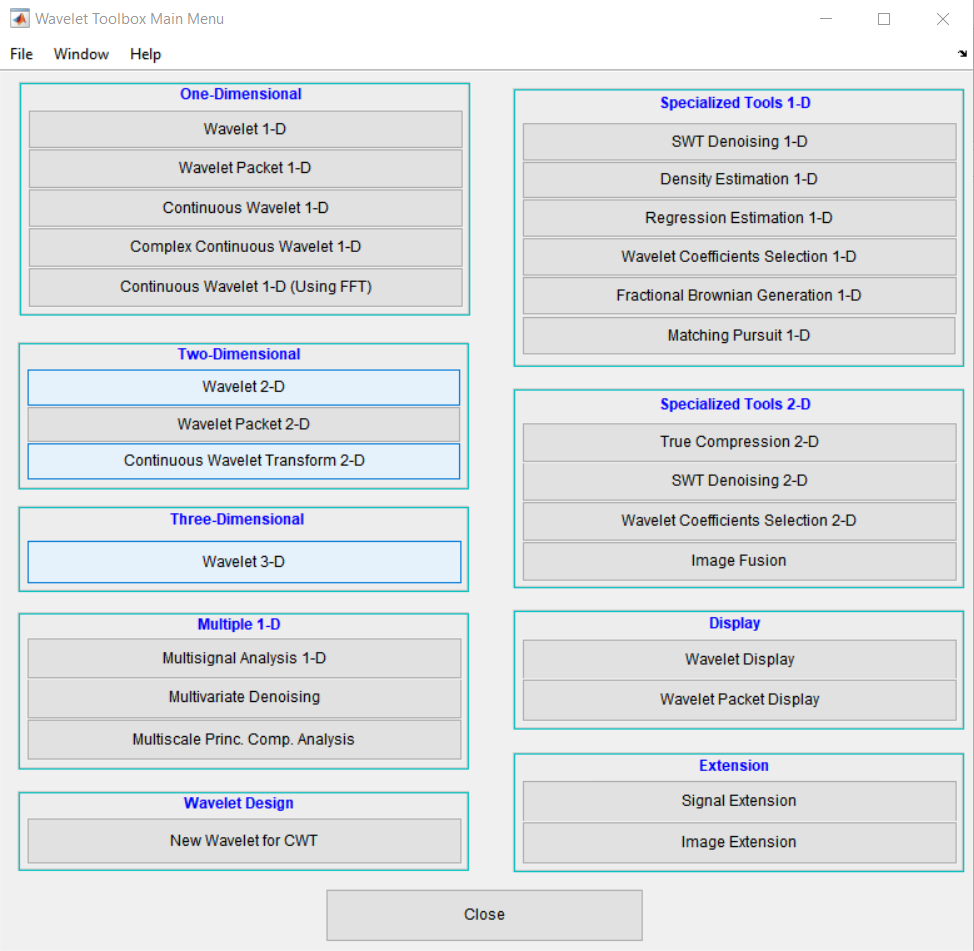 Wavelet Toolbox Main Menu
File Window Help
One-Dimensional
Wavelet 1-D
Wavelet Packet 1-D
Continuous Wavelet 1-D
Complex Continuous Wavelet 1-D
Continuous Wavelet 1-D (Using FFT)
Two-Dimensional
Wavelet 2-D
Wavelet Packet 2-D
Continuous Wavelet Transform 2-D
Three-Dimensional
Wavelet 3-D
Multiple 1-D
Multisignal Analysis 1-D
Multivariate Denoising
Multiscale Princ. Comp. Analysis
Wavelet Design
New Wavelet for CWT
Specialized Tools 1-D
SWT Denoising 1-D
Density Estimation 1-D
Regression Estimation 1-D
Wavelet Coefficients Selection 1-D
Fractional Brownian Generation 1-D
Matching Pursuit 1-D
Specialized Tools 2-D
True Compression 2-D
SWT Denoising 2-D
Wavelet Coefficients Selection 2-D
Image Fusion
Display
Wavelet Display
Wavelet Packet Display
Extension
Signal Extension
Image Extension
Close